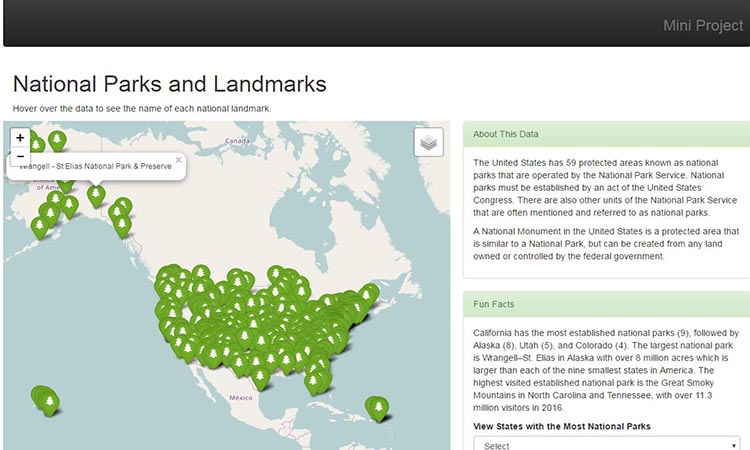 Mini Project
National Parks and Landmarks
Hover over the data to see the name of each national landmark.
+
−
Canada
Wrangell - St Elias National Park & Preserve
×
of Am
México
About This Data
The United States has 59 protected areas known as national
parks that are operated by the National Park Service. National
parks must be established by an act of the United States
Congress. There are also other units of the National Park Service
that are often mentioned and referred to as national parks.
A National Monument in the United States is a protected area that
is similar to a National Park, but can be created from any land
owned or controlled by the federal government.
Fun Facts
California has the most established national parks (9), followed by
Alaska (8), Utah (5), and Colorado (4). The largest national park
is Wrangell–St. Elias in Alaska with over 8 million acres which is
larger than each of the nine smallest states in America. The
highest visited established national park is the Great Smoky
Mountains in North Carolina and Tennessee, with over 11.3
million visitors in 2016.
View States with the Most National Parks
Select